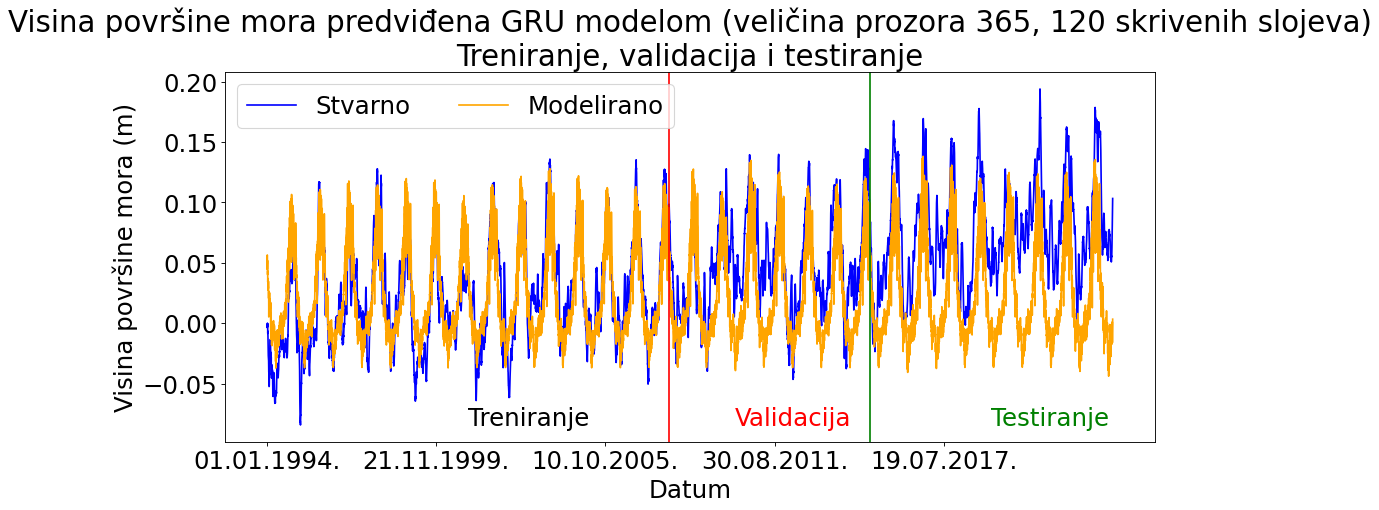 Visina površine mora predviđena GRU modelom (veličina prozora 365, 120 skrivenih slojeva)
Treniranje, validacija i testiranje
Stvarno
Modelirano
Visina površine mora (m)
0.20
0.15
0.10
0.05
0.00
−0.05
Treniranje
Validacija
Testiranje
01.01.1994.
21.11.1999.
10.10.2005.
30.08.2011.
19.07.2017.
Datum